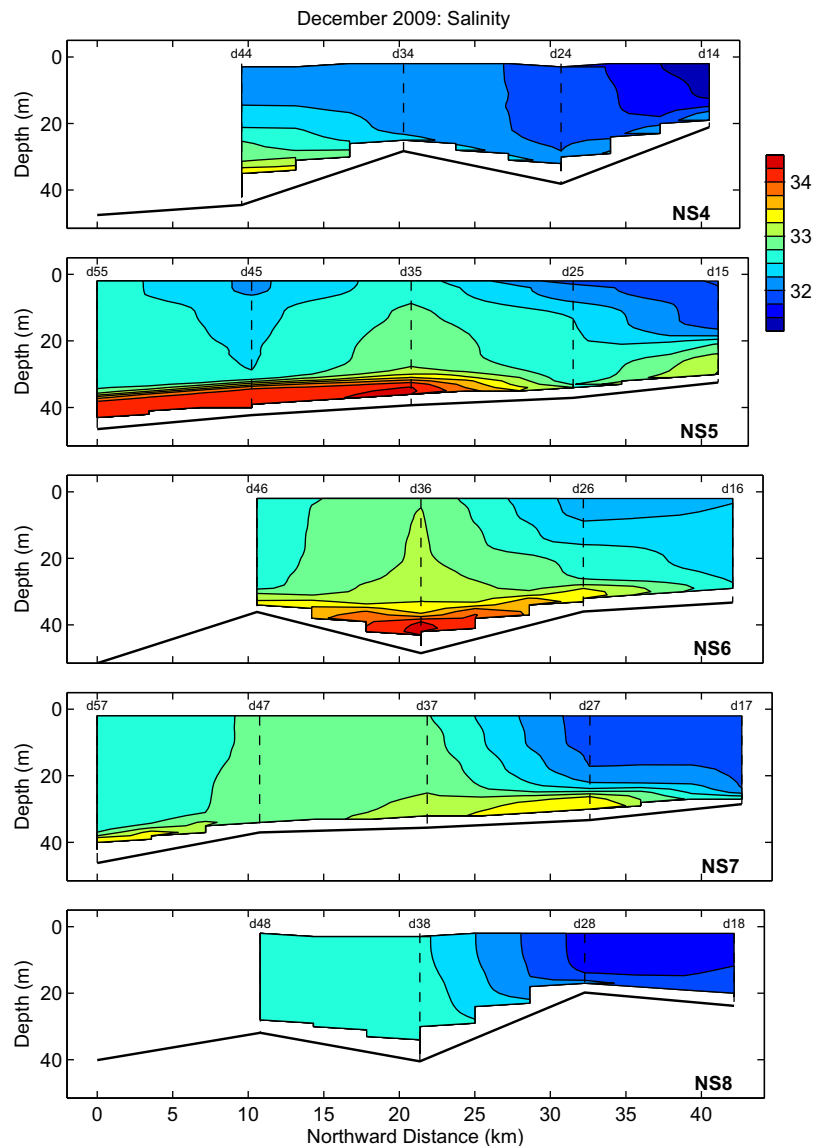 December 2009: Salinity
d44 d34 d24 d14
0
20
40
Depth (m)
NS4
34
33
32
d55 d45 d35 d25 d15
0
20
40
Depth (m)
NS5
d46 d36 d26 d16
0
20
40
Depth (m)
NS6
d57 d47 d37 d27 d17
0
20
40
Depth (m)
NS7
d48 d38 d28 d18
0
20
40
Depth (m)
NS8
0 5 10 15 20 25 30 35 40
Northward Distance (km)